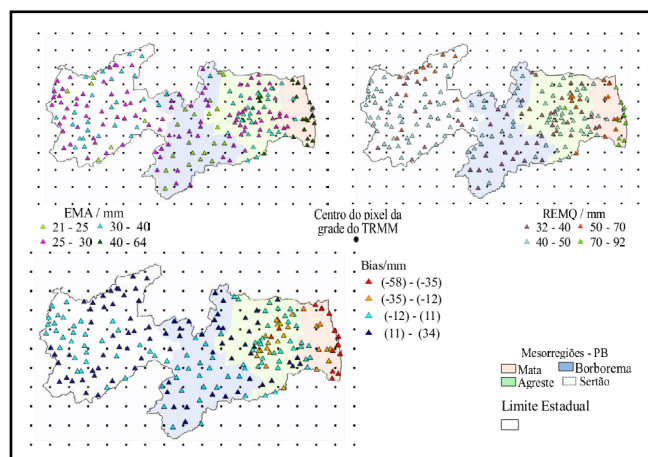 EMA / mm
21 - 25 30 - 40
25 - 30 40 - 64
Centro do pixel da
grade do TRMM
REMQ / mm
32 - 40 50 - 70
40 - 50 70 - 92
Bias/mm
(-58) - (-35)
(-35) - (-12)
(-12) - (11)
(11) - (34)
Mesorregiões - PB
Mata Borborema
Agreste Sertão
Limite Estadual